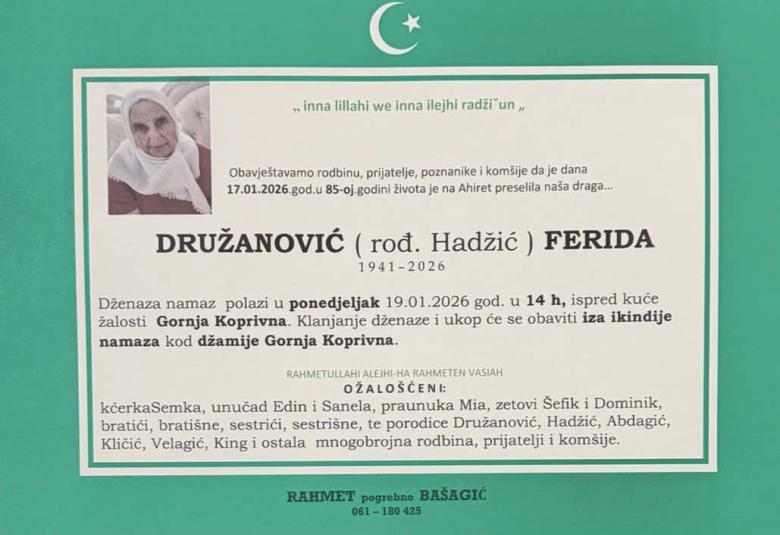 „ inna lillahi we inna ilejhi radžiˇun „
Obavještavamo rodbinu, prijatelje, poznanike i komšije da je dana
17.01.2026.god.u 85-oj.godini života je na Ahiret preselila naša draga...
DRUŽANOVIĆ ( rođ. Hadžić ) FERIDA
1941–2026
Dženaza namaz polazi u ponedjeljak 19.01.2026 god. u 14 h, ispred kuće
žalosti Gornja Koprivna. Klanjanje dženaze i ukop će se obaviti iza ikindije
namaza kod džamije Gornja Koprivna.
RAHMETULLAHI ALEJHI-HA RAHMETEN VASIAH
OŽALOŠĆENI:
kćerkaSemka, unučad Edin i Sanela, praunuka Mia, zetovi Šefik i Dominik,
bratići, bratišne, sestrići, sestrišne, te porodice Družanović, Hadžić, Abdagić,
Kličić, Velagić, King i ostala mnogobrojna rodbina, prijatelji i komšije.
RAHMET pogrebno BAŠAGIĆ
061 – 180 425